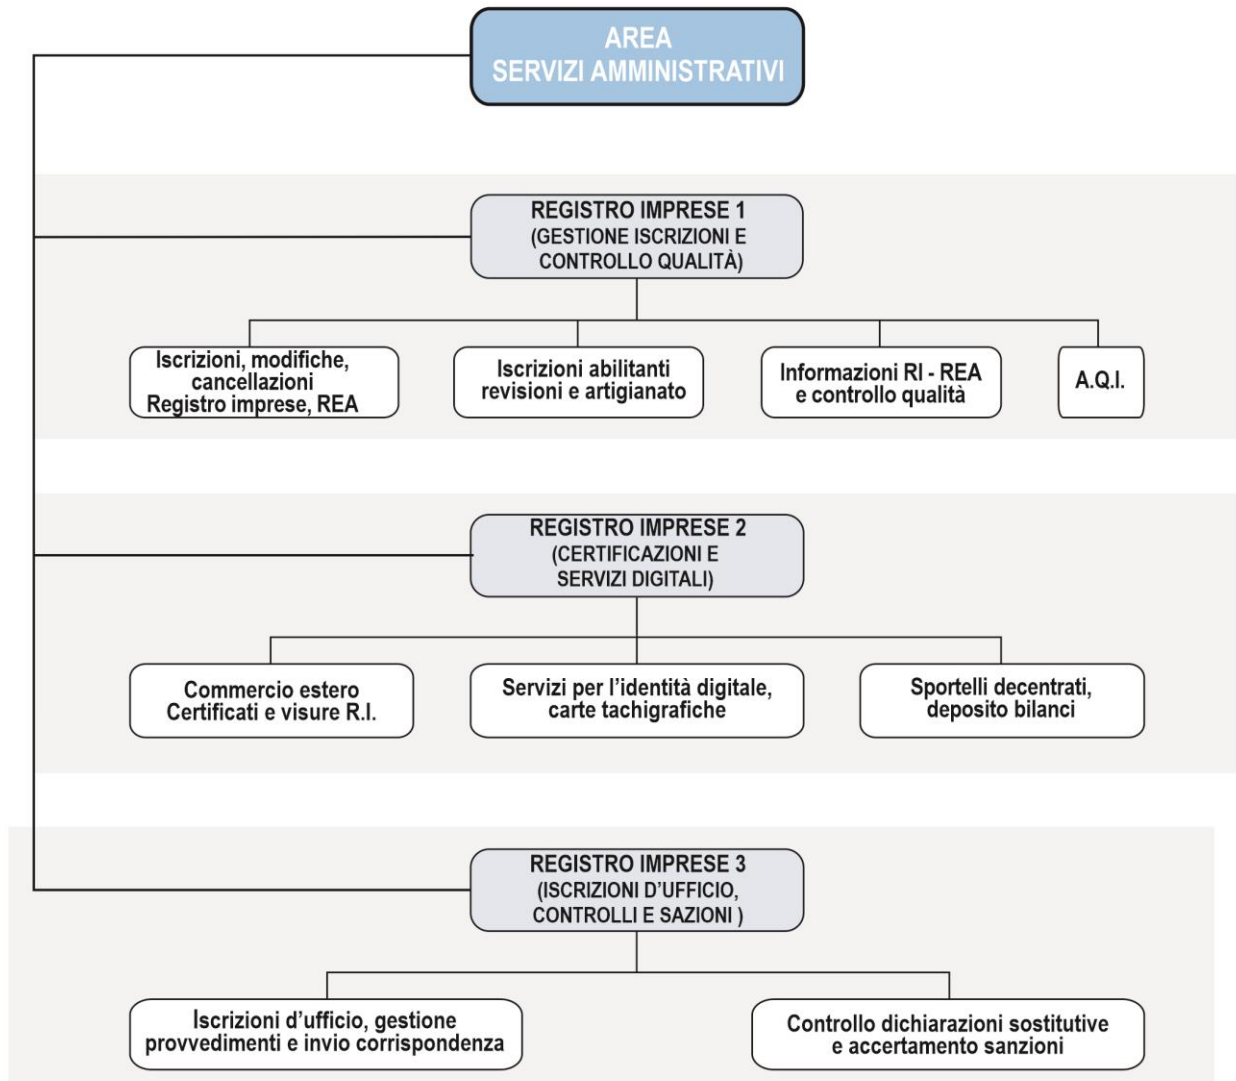 AREA
SERVIZI AMMINISTRATIVI
REGISTRO IMPRESE 1
(GESTIONE ISCRIZIONI E
CONTROLLO QUALITÀ)
Iscrizioni, modifiche,
cancellazioni
Registro imprese, REA
Iscrizioni abilitanti
revisioni e artigianato
Informazioni RI - REA
e controllo qualità
A.Q.I.
REGISTRO IMPRESE 2
(CERTIFICAZIONI E
SERVIZI DIGITALI)
Commercio estero
Certificati e visure R.I.
Servizi per l’identità digitale,
carte tachigrafiche
Sportelli decentrati,
deposito bilanci
REGISTRO IMPRESE 3
(ISCRIZIONI D’UFFICIO,
CONTROLLI E SAZIONI )
Iscrizioni d’ufficio, gestione
provvedimenti e invio corrispondenza
Controllo dichiarazioni sostitutive
e accertamento sanzioni